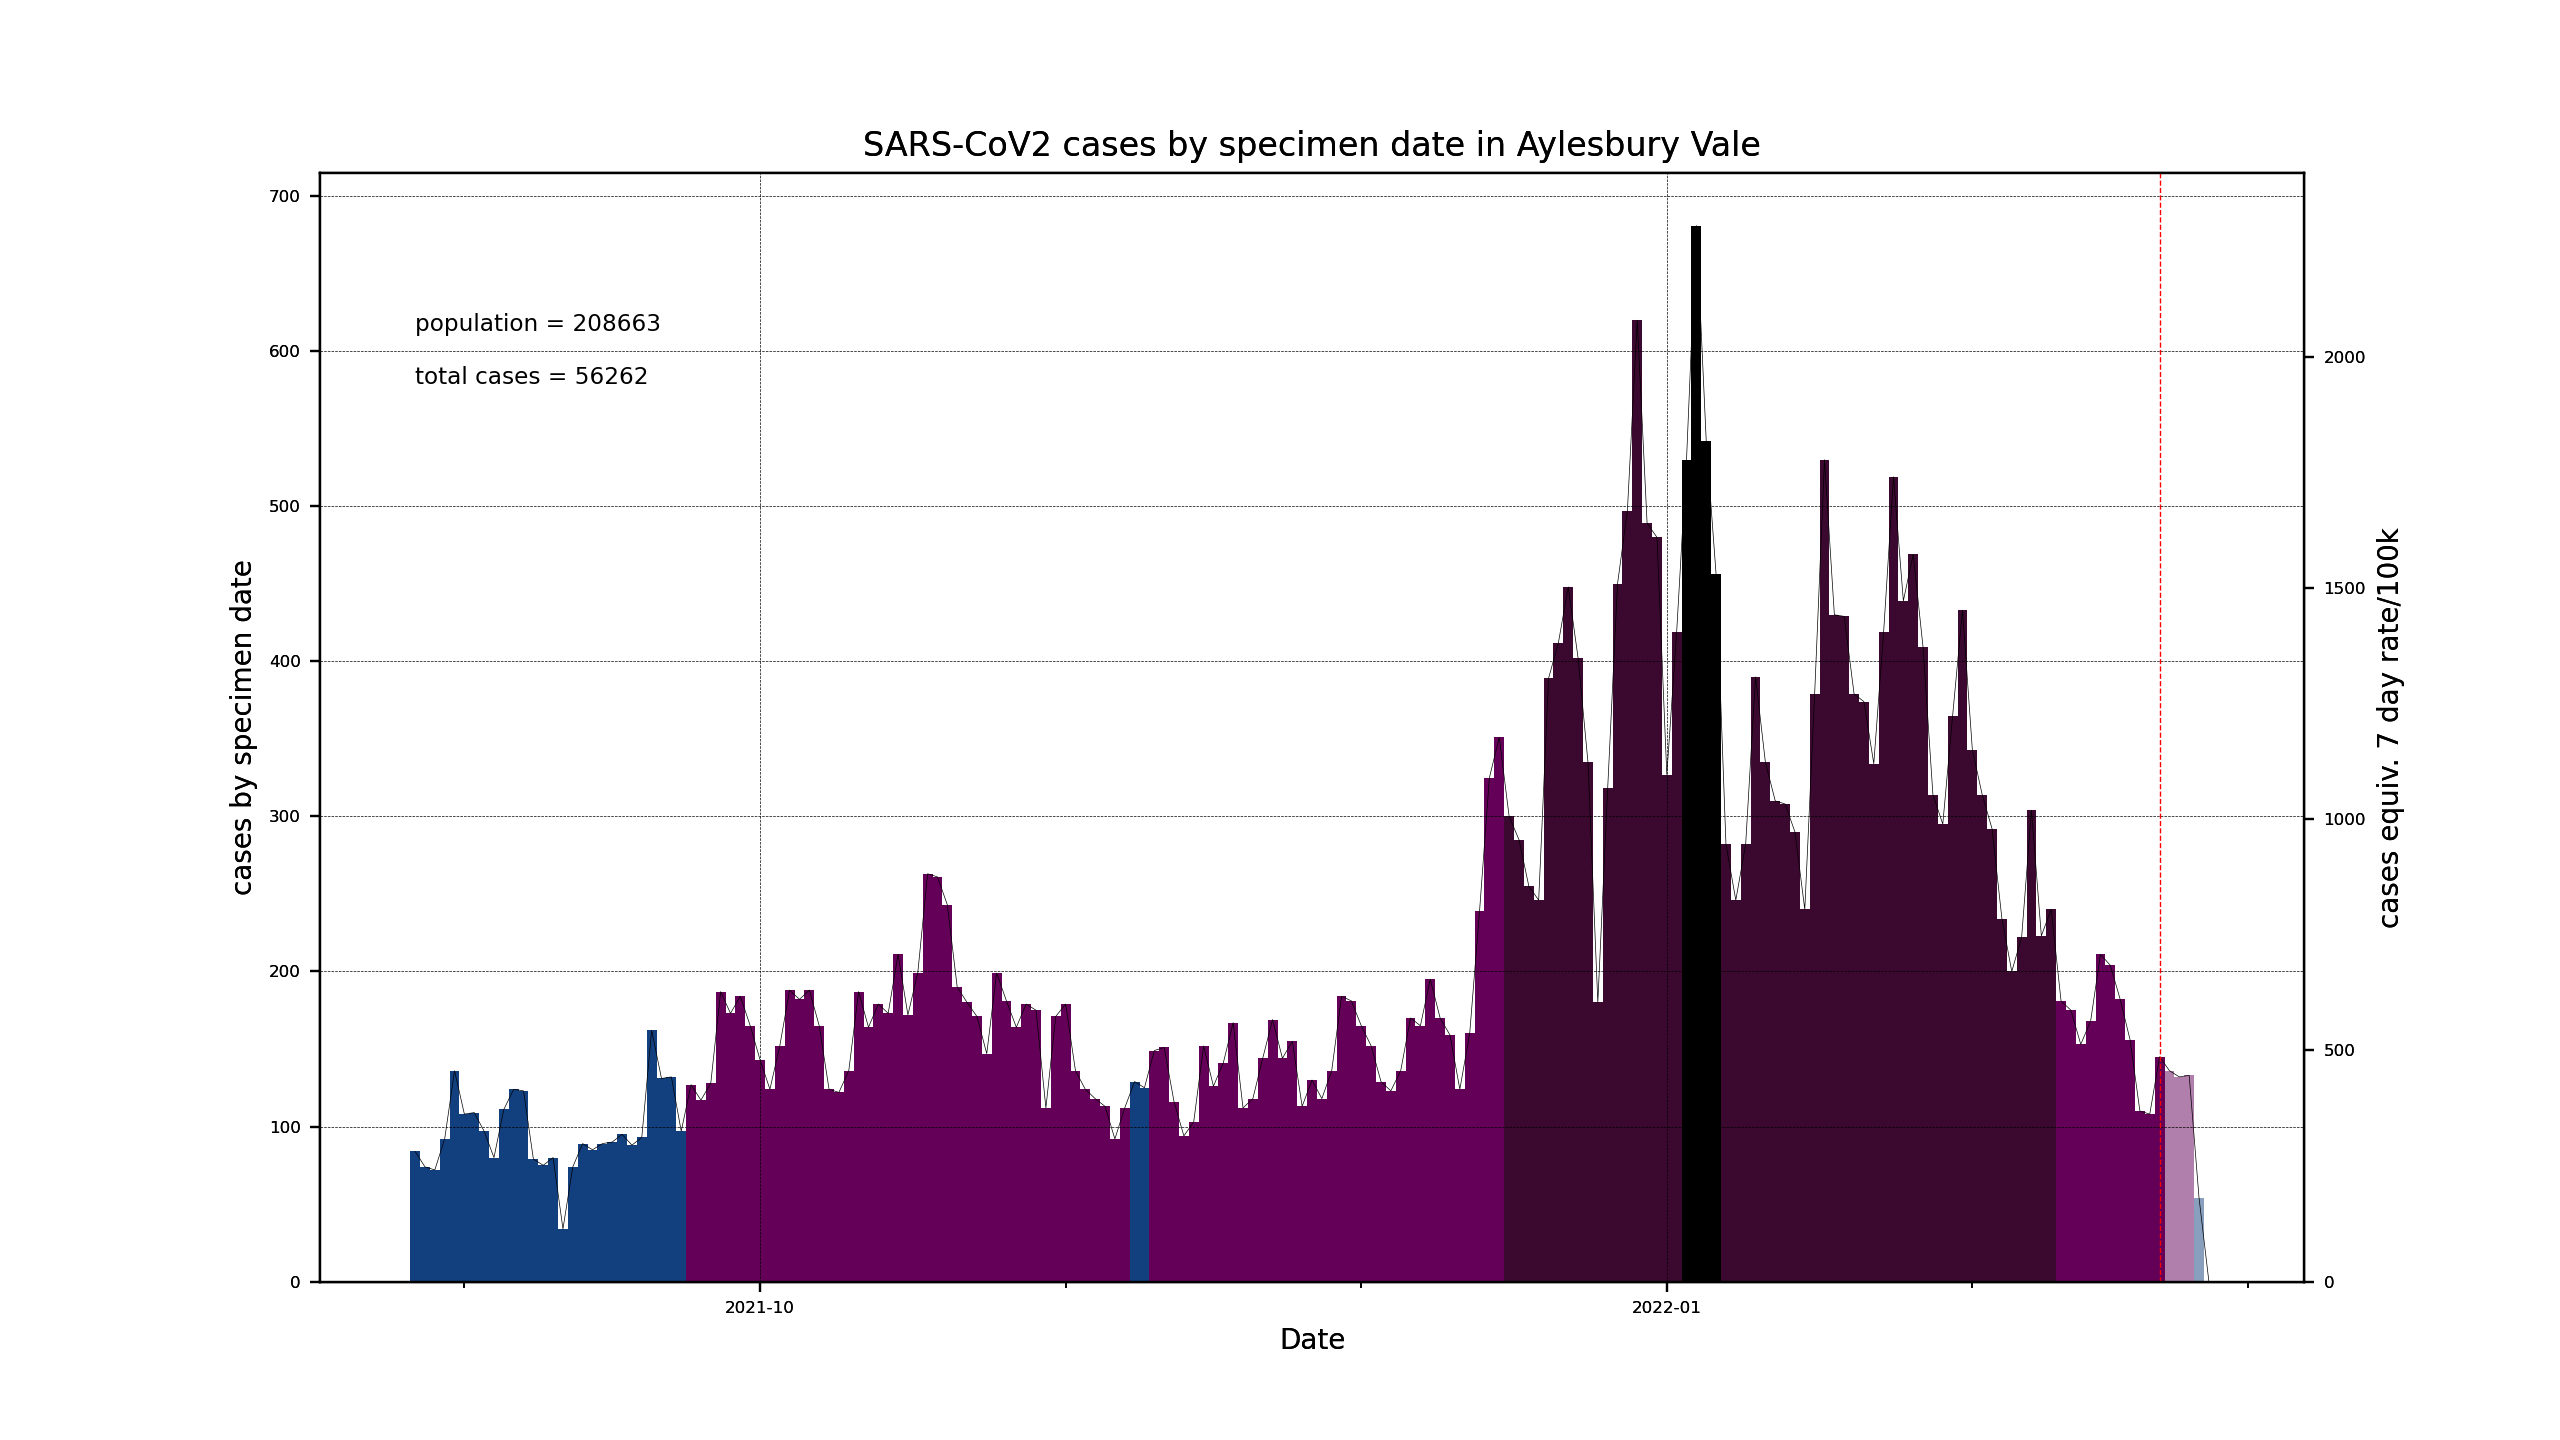 SARS-CoV2 cases by specimen date in Aylesbury Vale
population = 208663
total cases = 56262
cases by specimen date
700
600
500
400
300
200
100
0
2000
1500
1000
500
0
cases equiv. 7 day rate/100k
2021-10
2022-01
Date